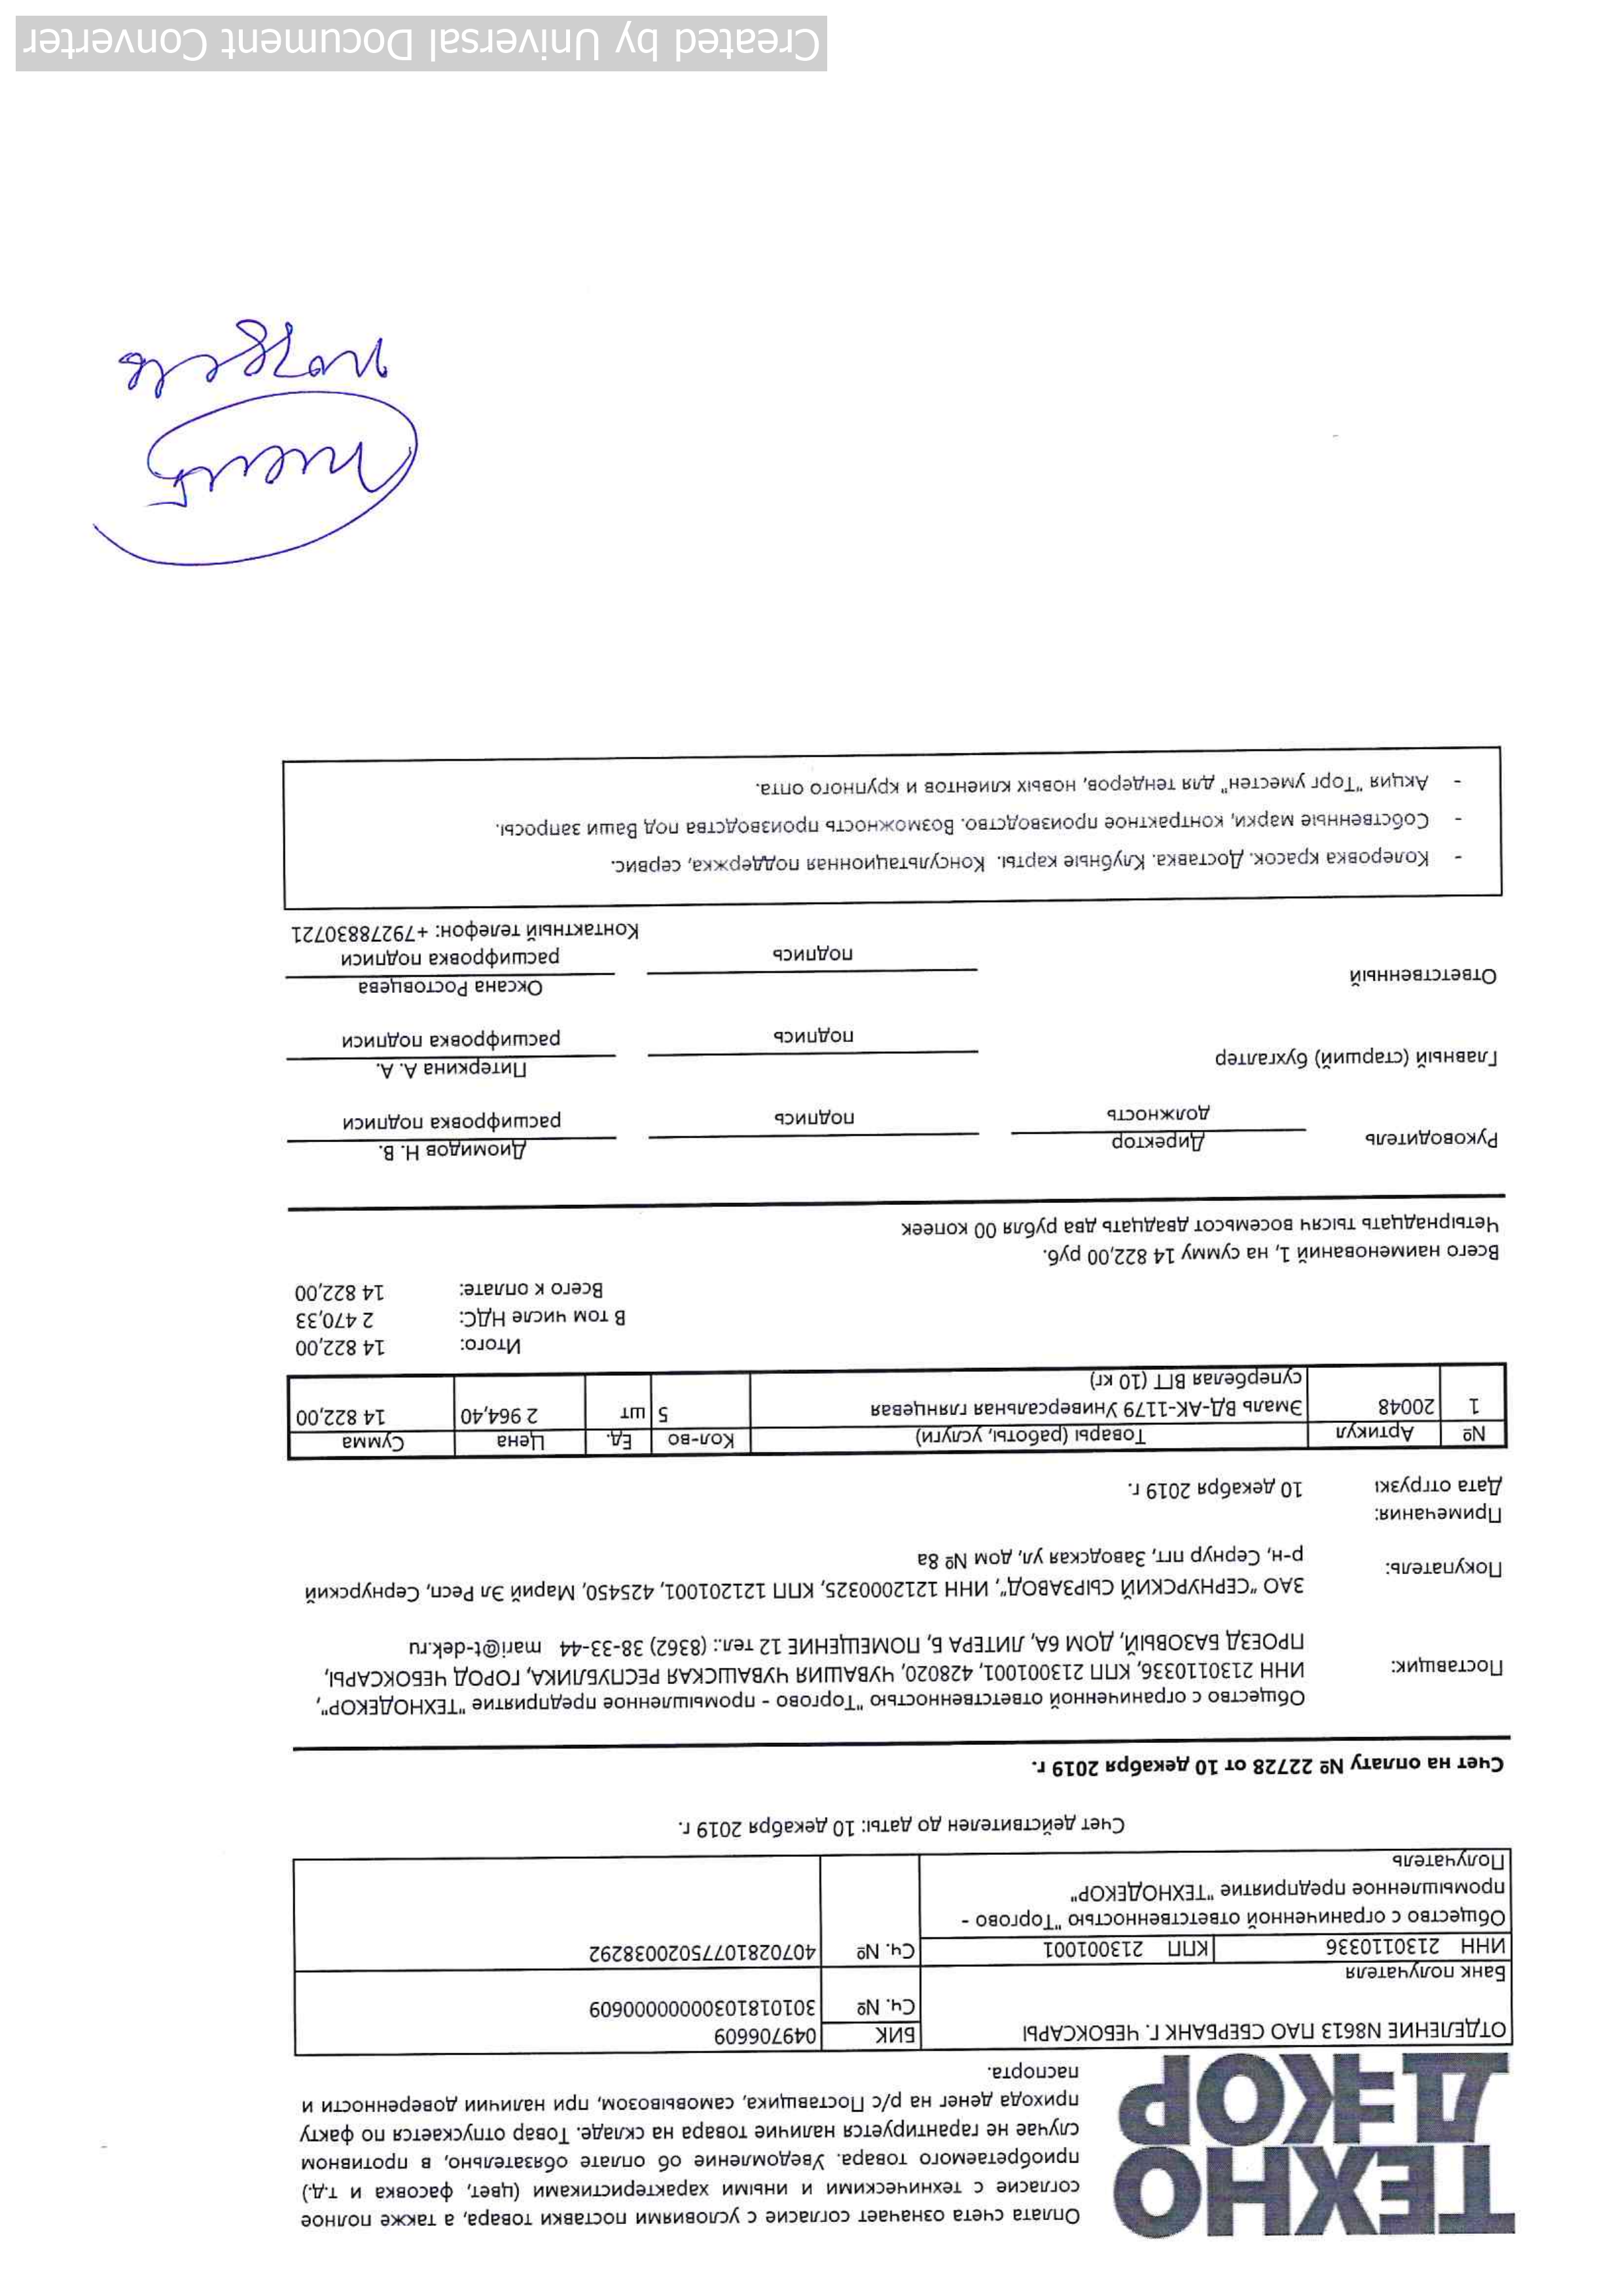 ТЕХНО
ДЕКОР
Оплата счета означает согласие с условиями поставки товара, а также полное
согласие с техническими и иными характеристиками (цвет, фасовка и т.д.)
приобретаемого товара. Уведомление об оплате обязательно, в противном
случае не гарантируется наличие товара на складе. Товар отпускается по факту
прихода денег на р/с Поставщика, самовывозом, при наличии доверенности и
паспорта.
ОТДЕЛЕНИЕ N8613 ПАО СБЕРБАНК Г. ЧЕБОКСАРЫ БИК 049706609
Сч. № 30101810300000000609
Банк получателя
ИНН 2130110336 КПП 213001001 Сч. № 40702810775020038292
Общество с ограниченной ответственностью "Торгово -
промышленное предприятие "ТЕХНОДЕКОР"
Получатель
Счет действителен до даты: 10 декабря 2019 г.
Счет на оплату № 22728 от 10 декабря 2019 г.
Общество с ограниченной ответственностью "Торгово - промышленное предприятие "ТЕХНОДЕКОР",
Поставщик: ИНН 2130110336, КПП 213001001, 428020, ЧУВАШИЯ ЧУВАШСКАЯ РЕСПУБЛИКА, ГОРОД ЧЕБОКСАРЫ,
ПРОЕЗД БАЗОВЫЙ, ДОМ 6А, ЛИТЕРА Б, ПОМЕЩЕНИЕ 12 тел.: (8362) 38-33-44 mari@t-dek.ru
ЗАО "СЕРНУРСКИЙ СЫРЗАВОД", ИНН 1212000325, КПП 121201001, 425450, Марий Эл Респ, Сернурский
Покупатель: р-н, Сернур пгт, Заводская ул, дом № 8а
Примечания:
Дата отгрузкі 10 декабря 2019 г.
№ Артикул Товары (работы, услуги) Кол-во Ед. Цена Сумма
1 20048 Эмаль ВД-АК-1179 Универсальная глянцевая 5 шт 2 964,40 14 822,00
супербелая ВГТ (10 кг)
Итого: 14 822,00
В том числе НДС: 2 470,33
Всего к оплате: 14 822,00
Всего наименований 1, на сумму 14 822,00 руб.
Четырнадцать тысяч восемьсот двадцать два рубля 00 копеек
Руководитель Директор Диомидов Н. В.
должность подпись расшифровка подписи
Главный (старший) бухгалтер Питеркина А. А.
подпись расшифровка подписи
Ответственный Оксана Ростовцева
подпись расшифровка подписи
Контактный телефон: +79278830721
- Колеровка красок. Доставка. Клубные карты. Консультационная поддержка, сервис.
- Собственные марки, контрактное производство. Возможность производства под Ваши запросы.
- Акция "Торг уместен" для тендеров, новых клиентов и крупного опта.
Created by Universal Document Converter